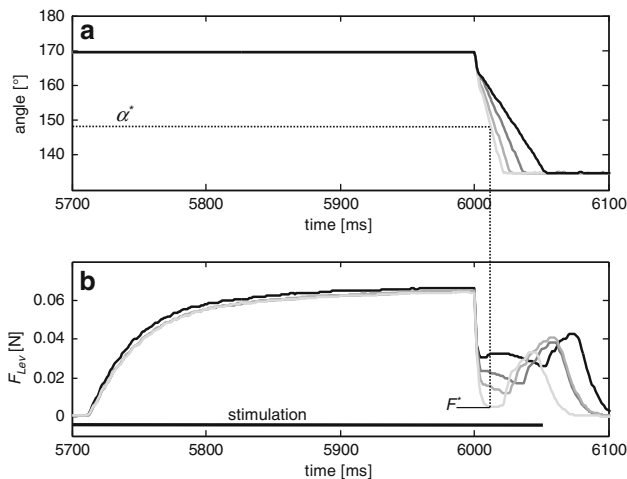 a
angle [°]
170
160
150
140
α*
5700
5800
5900
6000
6100
time [ms]
b
F_Lev [N]
0.06
0.04
0.02
0
F*
stimulation
5700
5800
5900
6000
6100
time [ms]